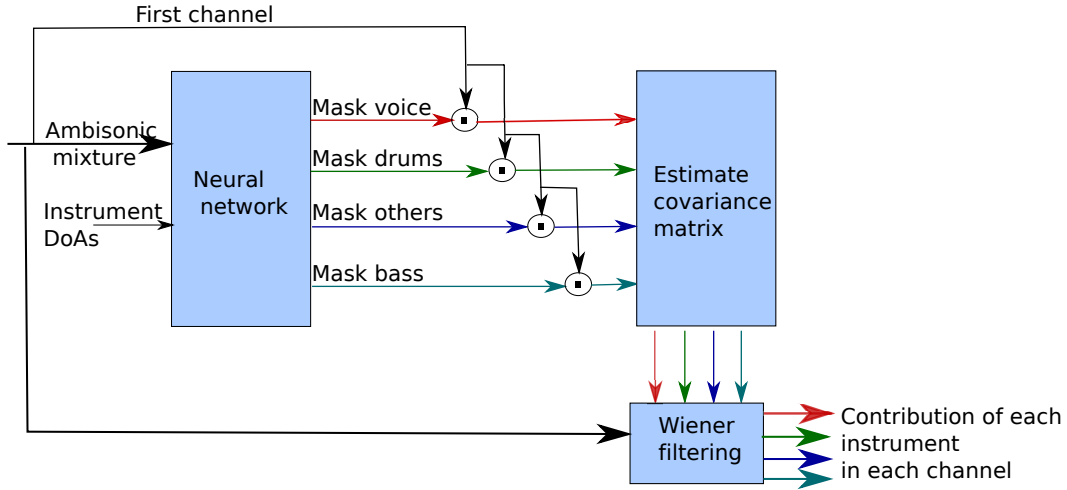 First channel
Ambisonic
mixture
Instrument
DoAs
Neural
network
Mask voice
Mask drums
Mask others
Mask bass
Estimate
covariance
matrix
Wiener
filtering
Contribution of each
instrument
in each channel